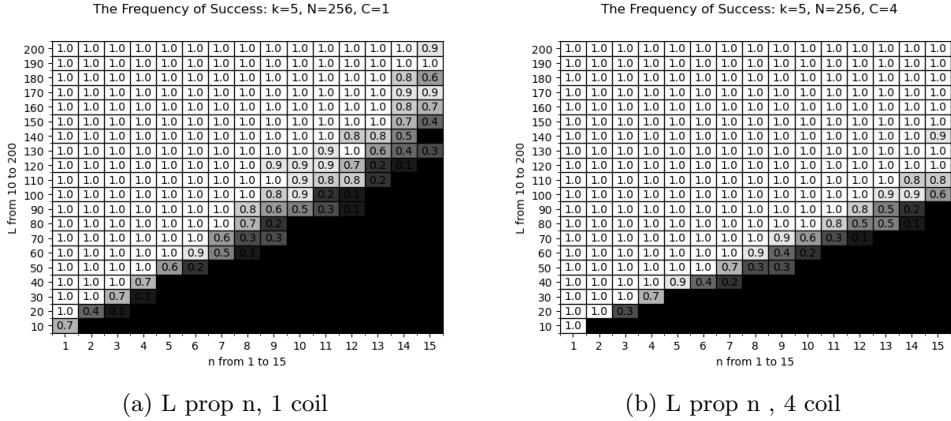 The Frequency of Success: k=5, N=256, C=1
L from 10 to 200
200 1.0 1.0 1.0 1.0 1.0 1.0 1.0 1.0 1.0 1.0 1.0 1.0 1.0 1.0 0.9
190 1.0 1.0 1.0 1.0 1.0 1.0 1.0 1.0 1.0 1.0 1.0 1.0 1.0 1.0 1.0
180 1.0 1.0 1.0 1.0 1.0 1.0 1.0 1.0 1.0 1.0 1.0 1.0 1.0 0.8 0.6
170 1.0 1.0 1.0 1.0 1.0 1.0 1.0 1.0 1.0 1.0 1.0 1.0 1.0 0.9 0.9
160 1.0 1.0 1.0 1.0 1.0 1.0 1.0 1.0 1.0 1.0 1.0 1.0 1.0 0.8 0.7
150 1.0 1.0 1.0 1.0 1.0 1.0 1.0 1.0 1.0 1.0 1.0 1.0 1.0 0.7 0.4
140 1.0 1.0 1.0 1.0 1.0 1.0 1.0 1.0 1.0 1.0 1.0 0.8 0.8 0.5
130 1.0 1.0 1.0 1.0 1.0 1.0 1.0 1.0 1.0 1.0 0.9 1.0 0.6 0.4 0.3
120 1.0 1.0 1.0 1.0 1.0 1.0 1.0 1.0 0.9 0.9 0.9 0.7 0.2 0.1
110 1.0 1.0 1.0 1.0 1.0 1.0 1.0 1.0 1.0 0.9 0.8 0.8 0.2
100 1.0 1.0 1.0 1.0 1.0 1.0 1.0 1.0 0.8 0.9 0.2 0.1
90 1.0 1.0 1.0 1.0 1.0 1.0 1.0 0.8 0.6 0.5 0.3 0.1
80 1.0 1.0 1.0 1.0 1.0 1.0 1.0 0.7 0.2
70 1.0 1.0 1.0 1.0 1.0 1.0 0.6 0.3 0.3
60 1.0 1.0 1.0 1.0 1.0 0.9 0.5 0.1
50 1.0 1.0 1.0 1.0 0.6 0.2
40 1.0 1.0 1.0 0.7
30 1.0 1.0 0.7 0.1
20 1.0 0.4 0.1
10 0.7
1 2 3 4 5 6 7 8 9 10 11 12 13 14 15
n from 1 to 15
(a) L prop n, 1 coil
The Frequency of Success: k=5, N=256, C=4
L from 10 to 200
200 1.0 1.0 1.0 1.0 1.0 1.0 1.0 1.0 1.0 1.0 1.0 1.0 1.0 1.0 1.0
190 1.0 1.0 1.0 1.0 1.0 1.0 1.0 1.0 1.0 1.0 1.0 1.0 1.0 1.0 1.0
180 1.0 1.0 1.0 1.0 1.0 1.0 1.0 1.0 1.0 1.0 1.0 1.0 1.0 1.0 1.0
170 1.0 1.0 1.0 1.0 1.0 1.0 1.0 1.0 1.0 1.0 1.0 1.0 1.0 1.0 1.0
160 1.0 1.0 1.0 1.0 1.0 1.0 1.0 1.0 1.0 1.0 1.0 1.0 1.0 1.0 1.0
150 1.0 1.0 1.0 1.0 1.0 1.0 1.0 1.0 1.0 1.0 1.0 1.0 1.0 1.0 1.0
140 1.0 1.0 1.0 1.0 1.0 1.0 1.0 1.0 1.0 1.0 1.0 1.0 1.0 1.0 0.9
130 1.0 1.0 1.0 1.0 1.0 1.0 1.0 1.0 1.0 1.0 1.0 1.0 1.0 1.0 1.0
120 1.0 1.0 1.0 1.0 1.0 1.0 1.0 1.0 1.0 1.0 1.0 1.0 1.0 1.0 1.0
110 1.0 1.0 1.0 1.0 1.0 1.0 1.0 1.0 1.0 1.0 1.0 1.0 1.0 0.8 0.8
100 1.0 1.0 1.0 1.0 1.0 1.0 1.0 1.0 1.0 1.0 1.0 1.0 0.9 0.9 0.6
90 1.0 1.0 1.0 1.0 1.0 1.0 1.0 1.0 1.0 1.0 1.0 0.8 0.5 0.2
80 1.0 1.0 1.0 1.0 1.0 1.0 1.0 1.0 1.0 1.0 0.8 0.5 0.5 0.1
70 1.0 1.0 1.0 1.0 1.0 1.0 1.0 1.0 0.9 0.6 0.3 0.1
60 1.0 1.0 1.0 1.0 1.0 1.0 1.0 0.9 0.4 0.2
50 1.0 1.0 1.0 1.0 1.0 1.0 0.7 0.3 0.3
40 1.0 1.0 1.0 1.0 0.9 0.4 0.2
30 1.0 1.0 1.0 0.7
20 1.0 1.0 0.3
10 1.0
1 2 3 4 5 6 7 8 9 10 11 12 13 14 15
n from 1 to 15
(b) L prop n , 4 coil